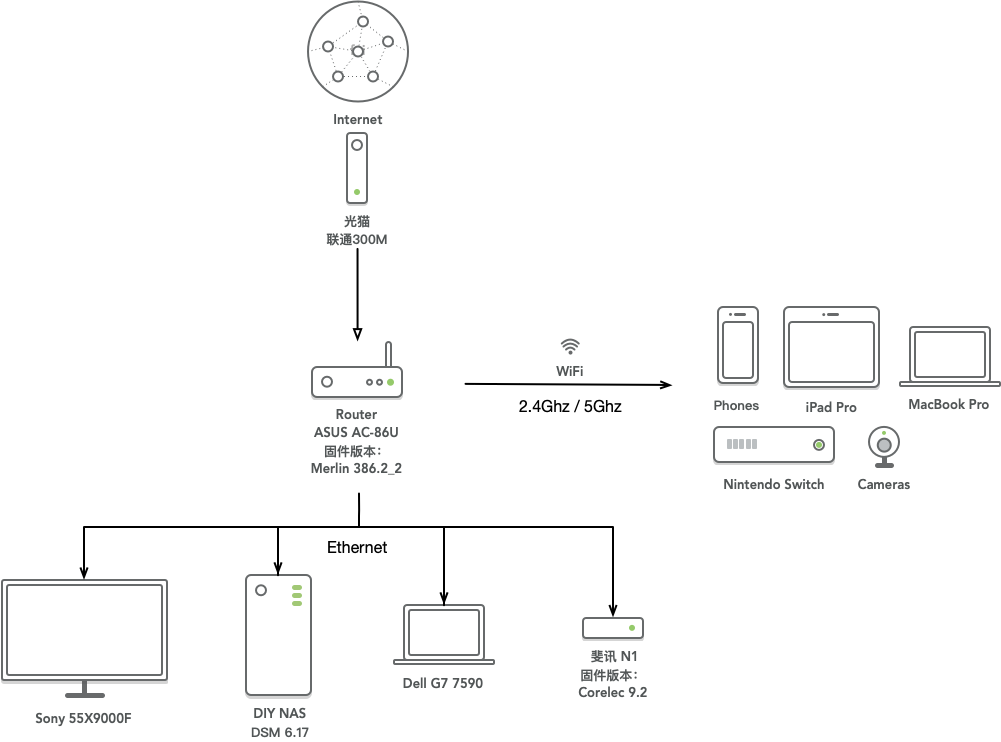 Internet
光猫
联通300M
WiFi
2.4Ghz / 5Ghz
Router
ASUS AC-86U
固件版本：
Merlin 386.2_2
Phones
iPad Pro
MacBook Pro
Nintendo Switch
Cameras
Ethernet
Sony 55X9000F
DIY NAS
DSM 6.17
Dell G7 7590
斐讯 N1
固件版本：
Corelec 9.2